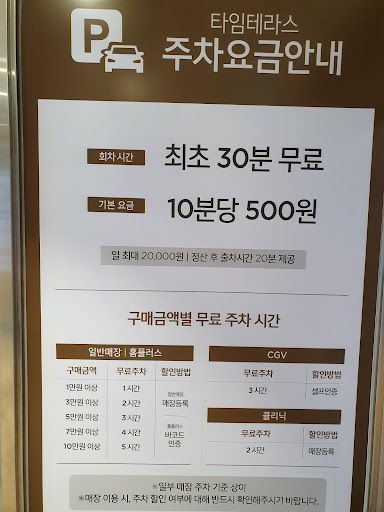 P
타임테라스
주차요금안내
회차 시간 최초 30분 무료
기본 요금 10분당 500원
일 최대 20,000원 | 정산 후 출차시간 20분 제공
구매금액별 무료 주차 시간
일반매장 | 홈플러스
구매금액 무료주차 할인방법
1만원 이상 1 시간
3만원 이상 2 시간
5만원 이상 3 시간
7만원 이상 4 시간
10만원 이상 5 시간
일반매장
매장등록
홈플러스
바코드
인증
CGV
무료주차 할인방법
3 시간 셀프인증
클리닉
무료주차 할인방법
2 시간 매장등록
※일부 매장 주차 기준 상이
※매장 이용 시, 주차 할인 여부에 대해 반드시 확인해주시기 바랍니다.